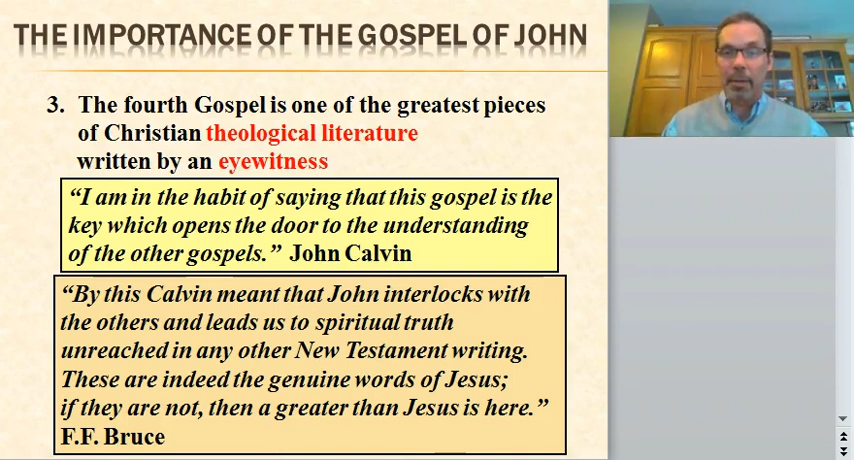 THE IMPORTANCE OF THE GOSPEL OF JOHN
3. The fourth Gospel is one of the greatest pieces
of Christian theological literature
written by an eyewitness
“I am in the habit of saying that this gospel is the
key which opens the door to the understanding
of the other gospels.” John Calvin
“By this Calvin meant that John interlocks with
the others and leads us to spiritual truth
unreached in any other New Testament writing.
These are indeed the genuine words of Jesus;
if they are not, then a greater than Jesus is here.”
F.F. Bruce